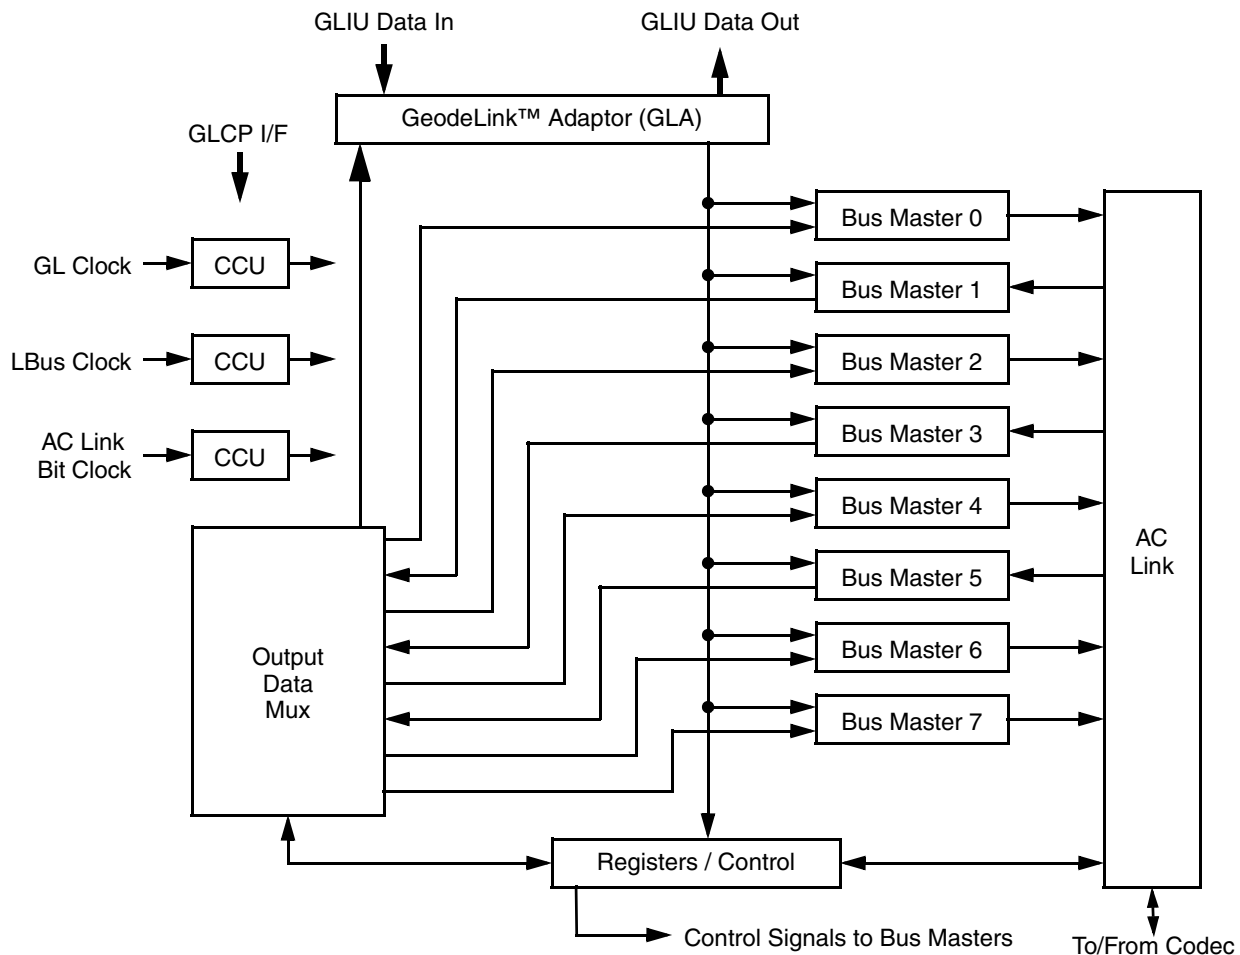 GLIU Data In
GLIU Data Out
GeodeLink™ Adaptor (GLA)
GLCP I/F
GL Clock
CCU
LBus Clock
CCU
AC Link
Bit Clock
CCU
Bus Master 0
Bus Master 1
Bus Master 2
Bus Master 3
Bus Master 4
Bus Master 5
Bus Master 6
Bus Master 7
AC
Link
Output
Data
Mux
Registers / Control
Control Signals to Bus Masters
To/From Codec